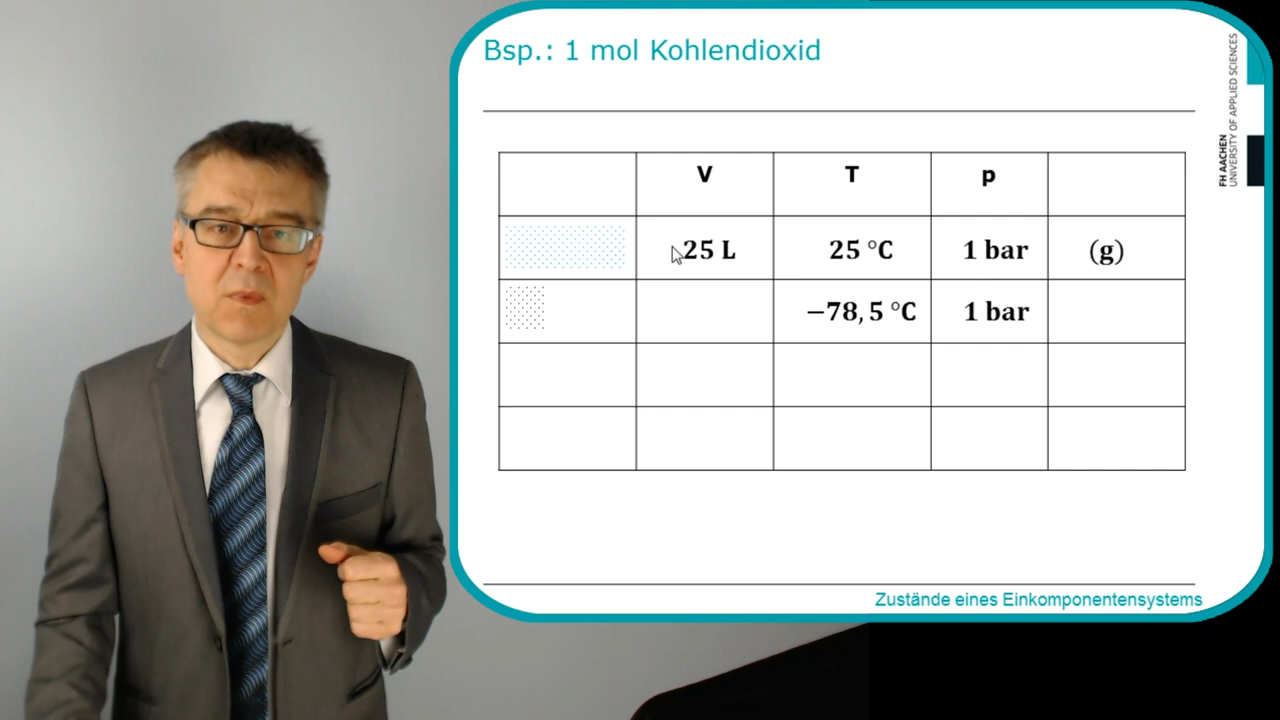 Bsp.: 1 mol Kohlendioxid
V T p
25 L 25 °C 1 bar (g)
−78,5 °C 1 bar
Zustände eines Einkomponentensystems
FH AACHEN
UNIVERSITY OF APPLIED SCIENCES